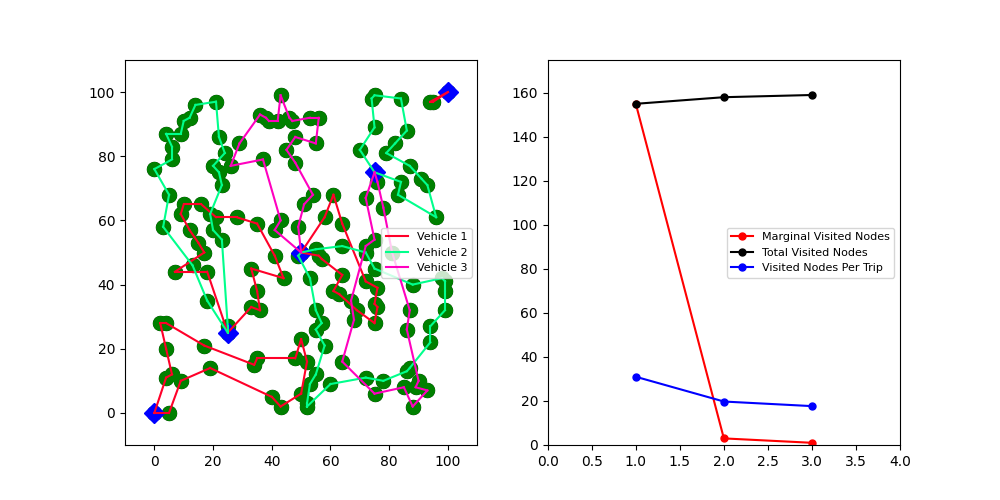 100
80
60
40
20
0
0 20 40 60 80 100
Vehicle 1
Vehicle 2
Vehicle 3
160
140
120
100
80
60
40
20
0
0.0 0.5 1.0 1.5 2.0 2.5 3.0 3.5 4.0
Marginal Visited Nodes
Total Visited Nodes
Visited Nodes Per Trip